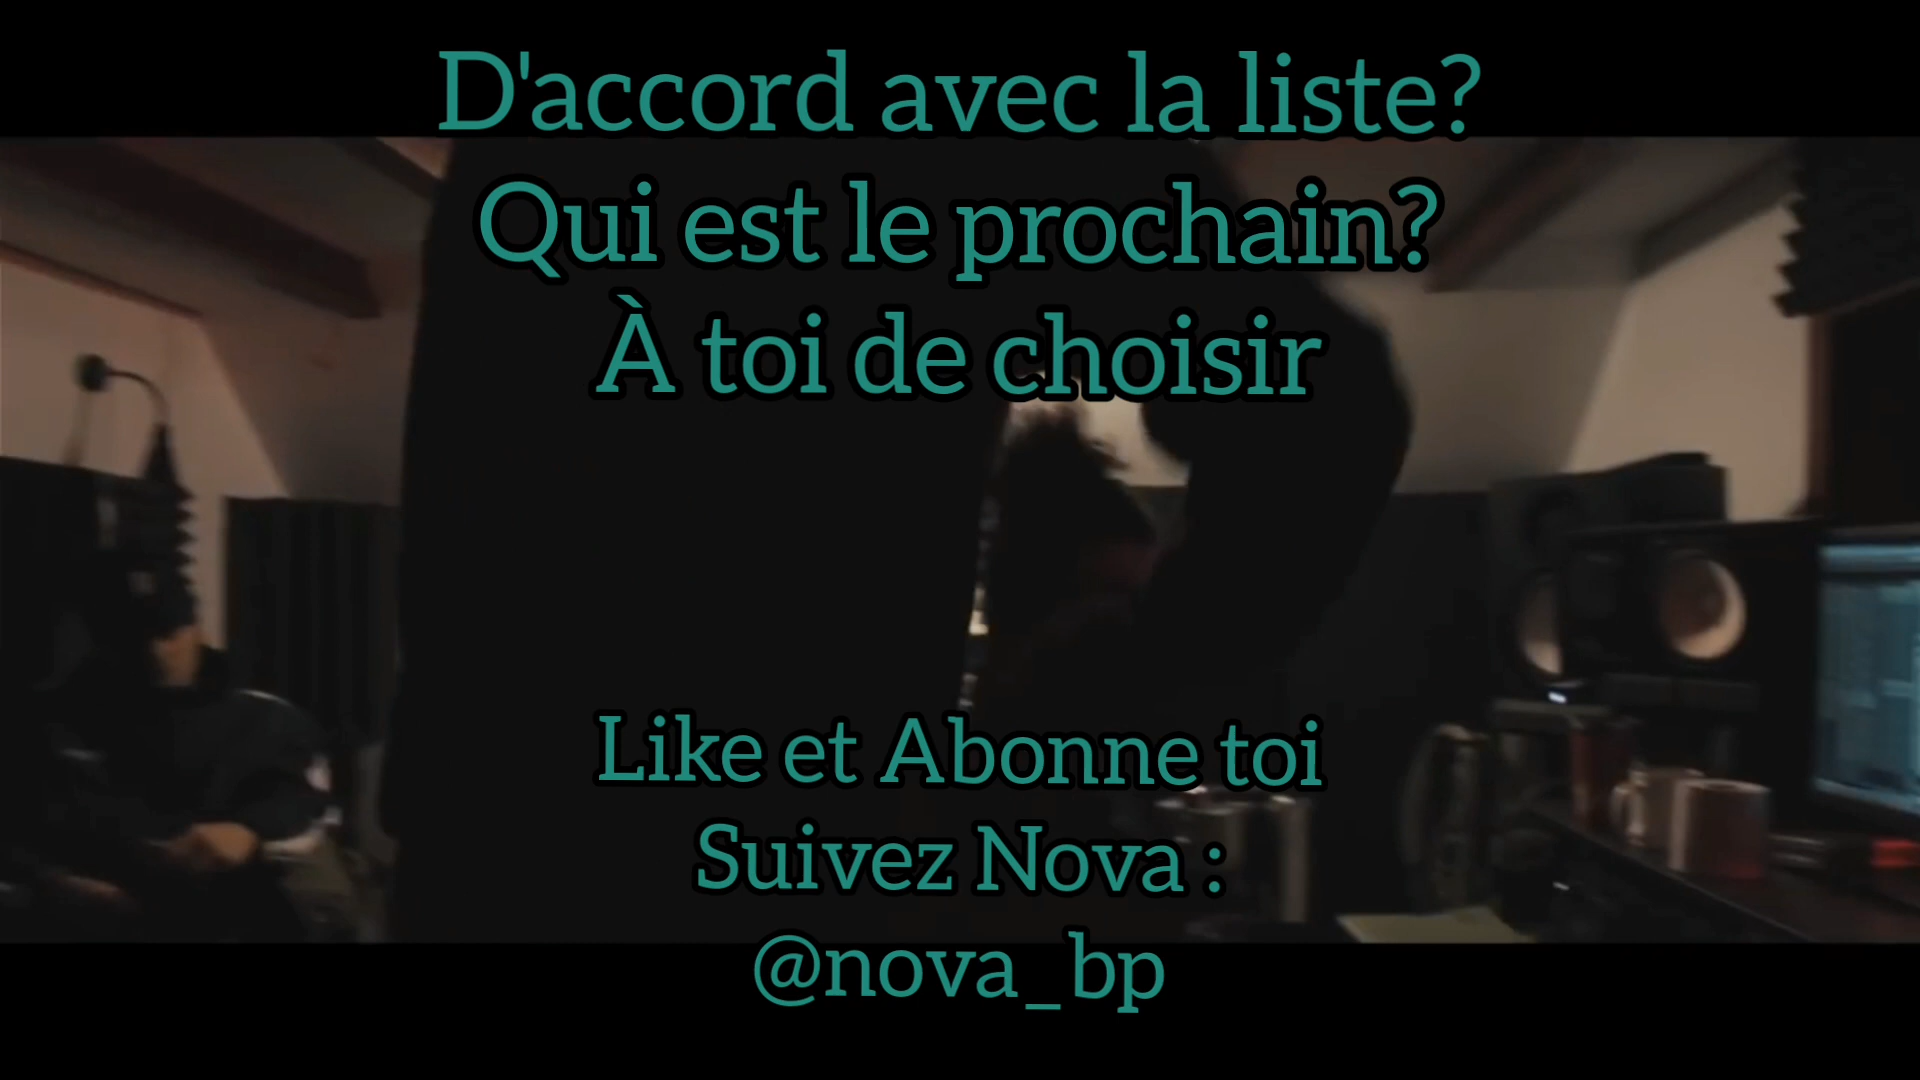 D'accord avec la liste?
Qui est le prochain?
À toi de choisir
Like et Abonne toi
Suivez Nova :
@nova_bp